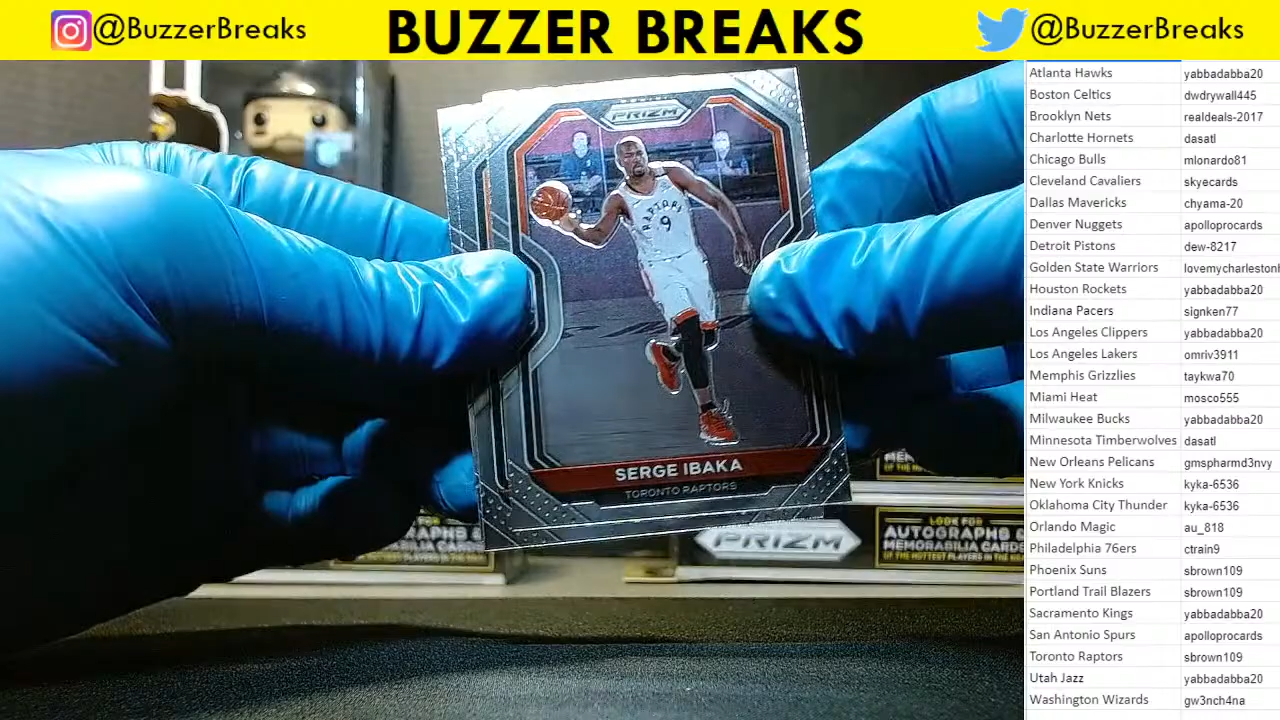 @BuzzerBreaks
BUZZER BREAKS
@BuzzerBreaks
Atlanta Hawks yabbadabba20
Boston Celtics dwdrywall445
Brooklyn Nets realdeals-2017
Charlotte Hornets dasatl
Chicago Bulls mlonardo81
Cleveland Cavaliers skyecards
Dallas Mavericks chyama-20
Denver Nuggets apolloprocards
Detroit Pistons dew-8217
Golden State Warriors lovemycharleston
Houston Rockets yabbadabba20
Indiana Pacers signken77
Los Angeles Clippers yabbadabba20
Los Angeles Lakers omriv3911
Memphis Grizzlies taykwa70
Miami Heat mosco555
Milwaukee Bucks yabbadabba20
Minnesota Timberwolves dasatl
New Orleans Pelicans gmspharmd3nvy
New York Knicks kyka-6536
Oklahoma City Thunder kyka-6536
Orlando Magic au_818
Philadelphia 76ers ctrain9
Phoenix Suns sbrown109
Portland Trail Blazers sbrown109
Sacramento Kings yabbadabba20
San Antonio Spurs apolloprocards
Toronto Raptors sbrown109
Utah Jazz yabbadabba20
Washington Wizards gw3nch4na
PRIZM
RAPTORS
9
SERGE IBAKA
TORONTO RAPTORS
PRIZM
LOOK FOR
AUTOGRAPHS &
MEMORABILIA CARDS
OF THE HOTTEST PLAYERS IN THE